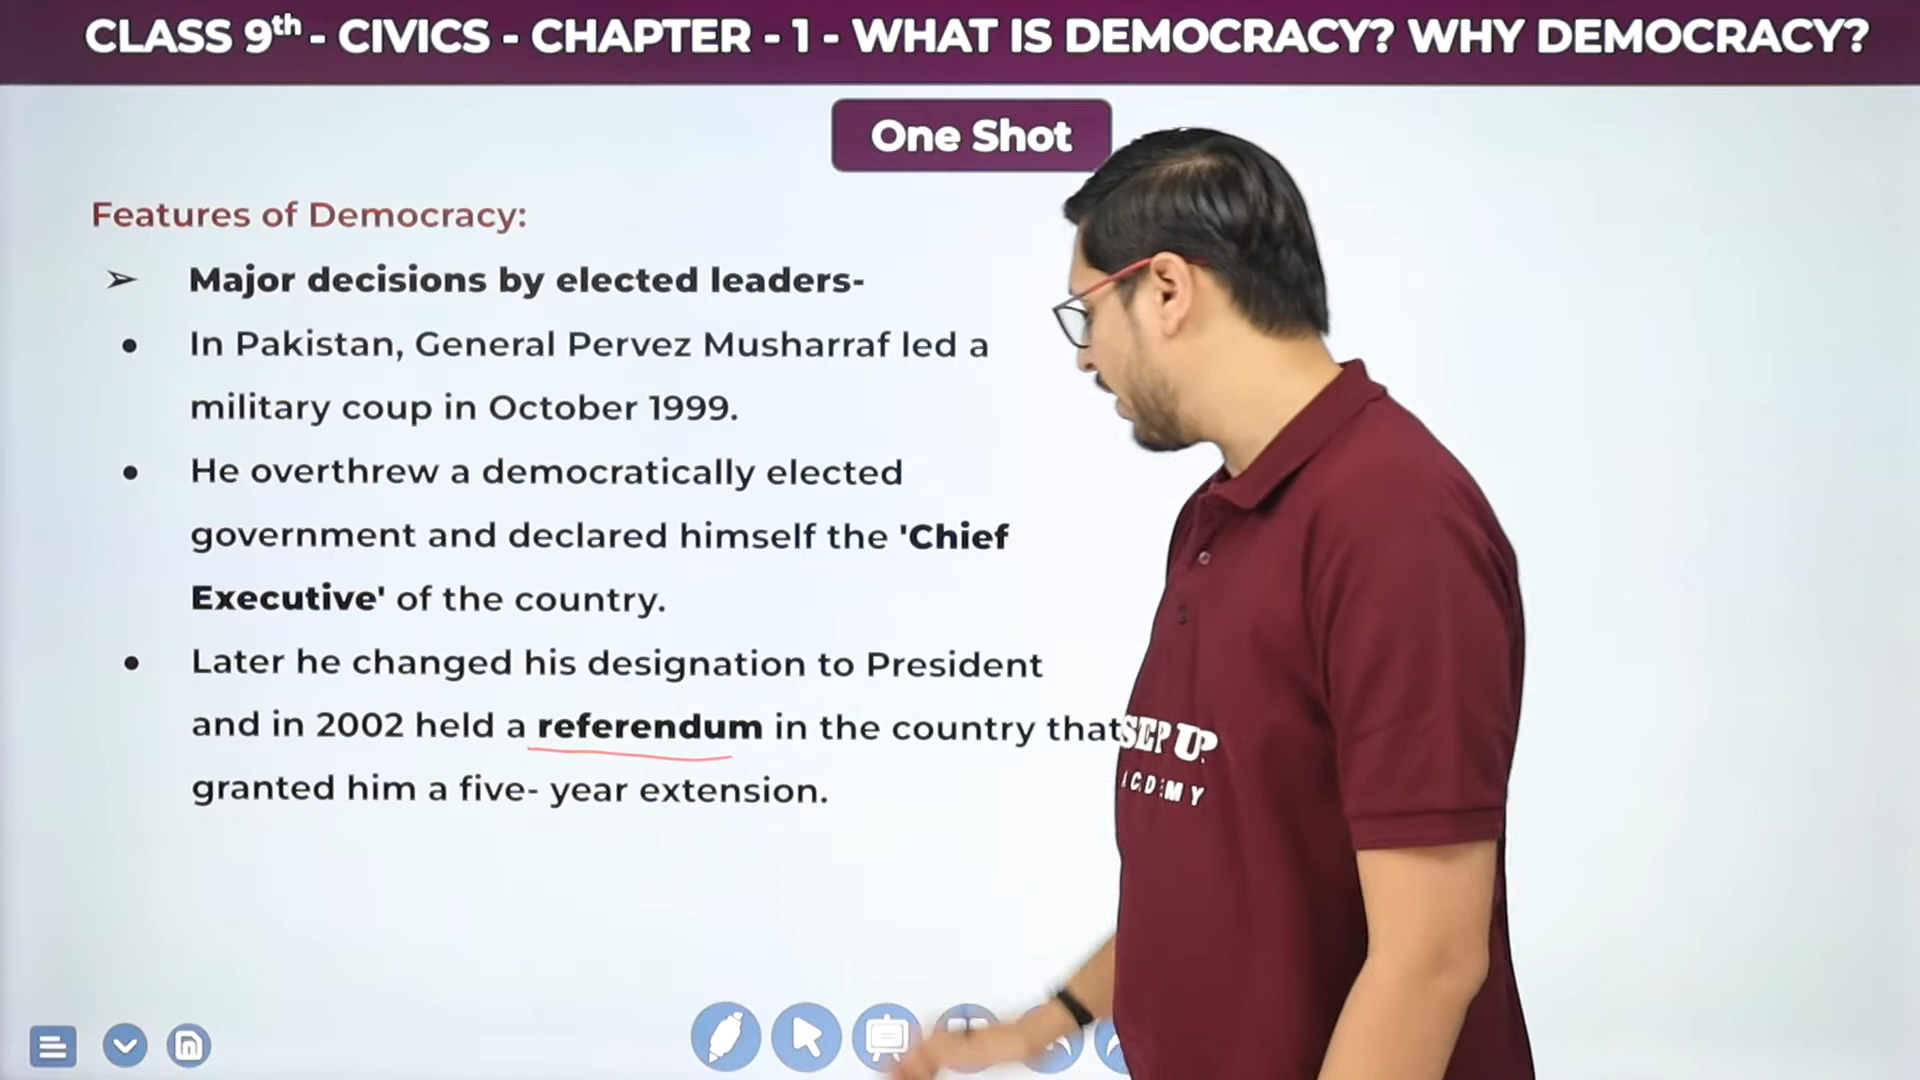 CLASS 9th - CIVICS - CHAPTER - 1 - WHAT IS DEMOCRACY? WHY DEMOCRACY?
One Shot
Features of Democracy:
➢ Major decisions by elected leaders-
● In Pakistan, General Pervez Musharraf led a
military coup in October 1999.
● He overthrew a democratically elected
government and declared himself the 'Chief
Executive' of the country.
● Later he changed his designation to President
and in 2002 held a referendum in the country that
granted him a five- year extension.
UP